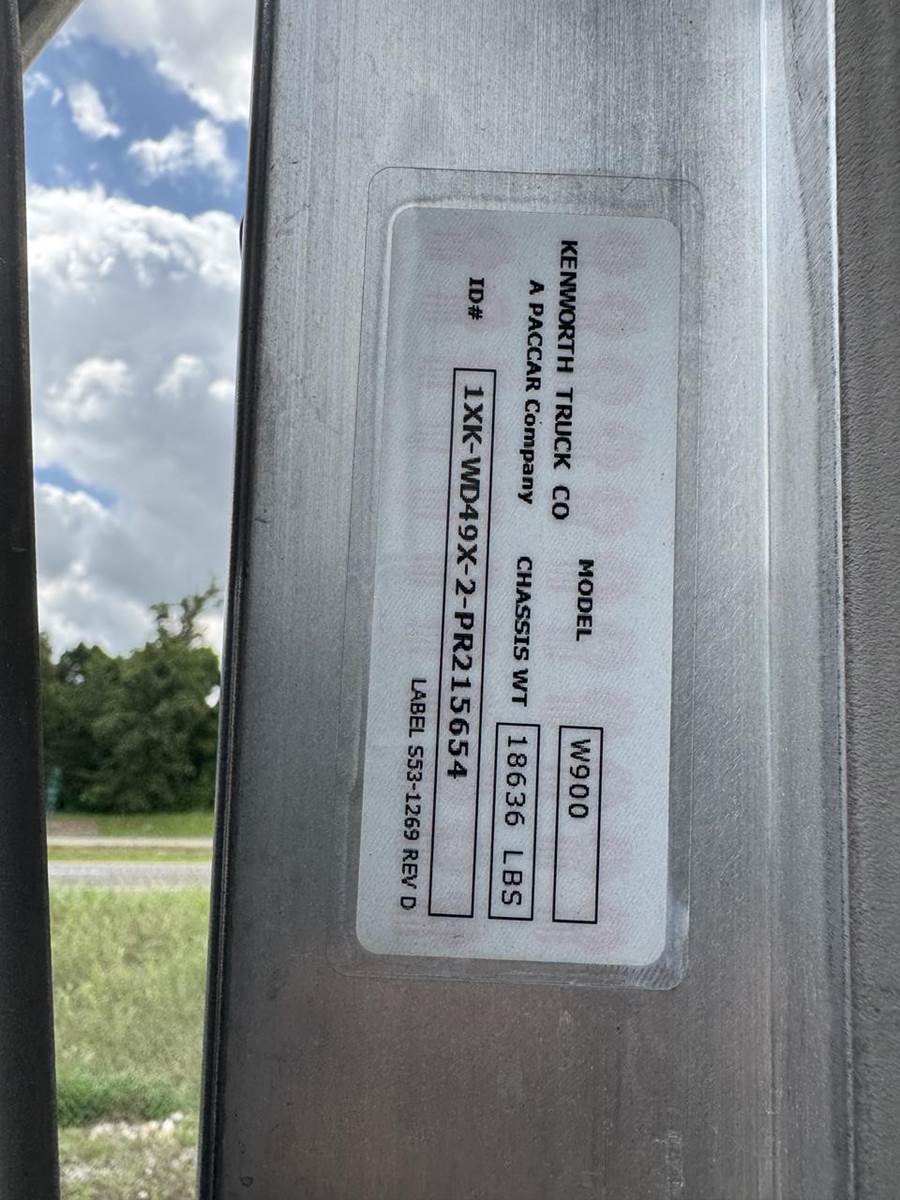 KENWORTH TRUCK CO MODEL W900
A PACCAR Company CHASSIS WT 18636 LBS
ID# 1XK-WD49X-2-PR215654
LABEL S53-1269 REV D